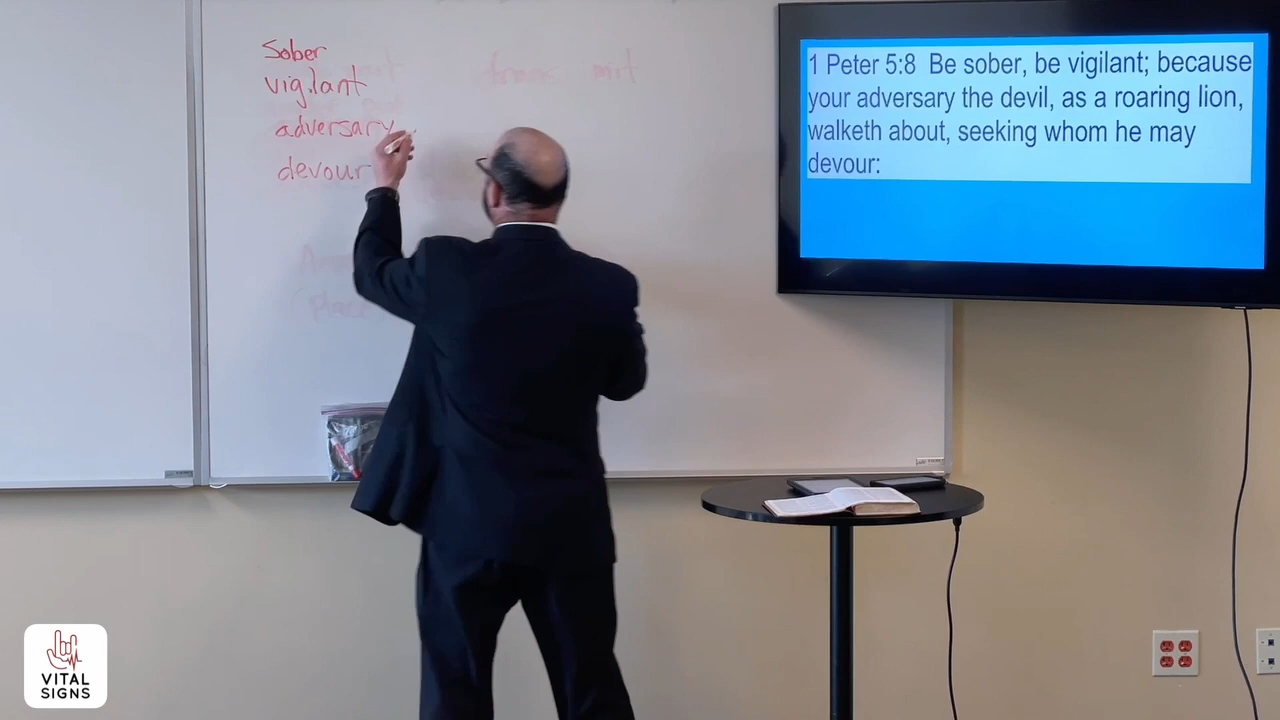 Sober
vigilant
adversary
devour
1 Peter 5:8 Be sober, be vigilant; because
your adversary the devil, as a roaring lion,
walketh about, seeking whom he may
devour:
VITAL
SIGNS